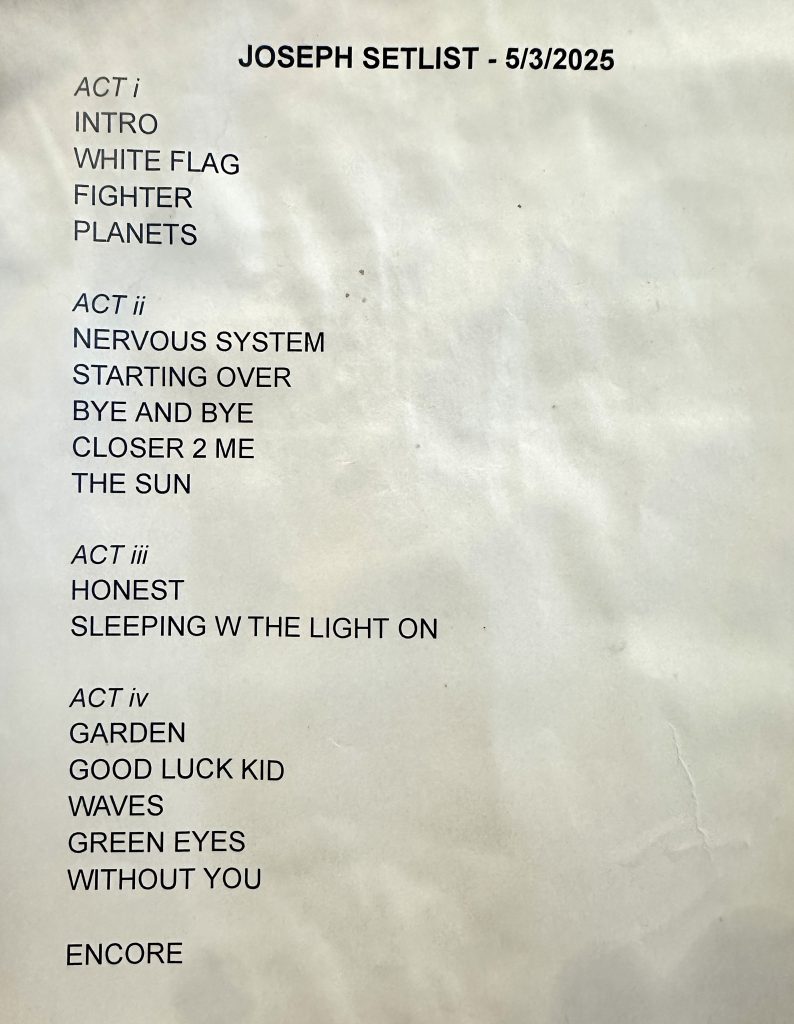 JOSEPH SETLIST - 5/3/2025
ACT i
INTRO
WHITE FLAG
FIGHTER
PLANETS
ACT ii
NERVOUS SYSTEM
STARTING OVER
BYE AND BYE
CLOSER 2 ME
THE SUN
ACT iii
HONEST
SLEEPING W THE LIGHT ON
ACT iv
GARDEN
GOOD LUCK KID
WAVES
GREEN EYES
WITHOUT YOU
ENCORE